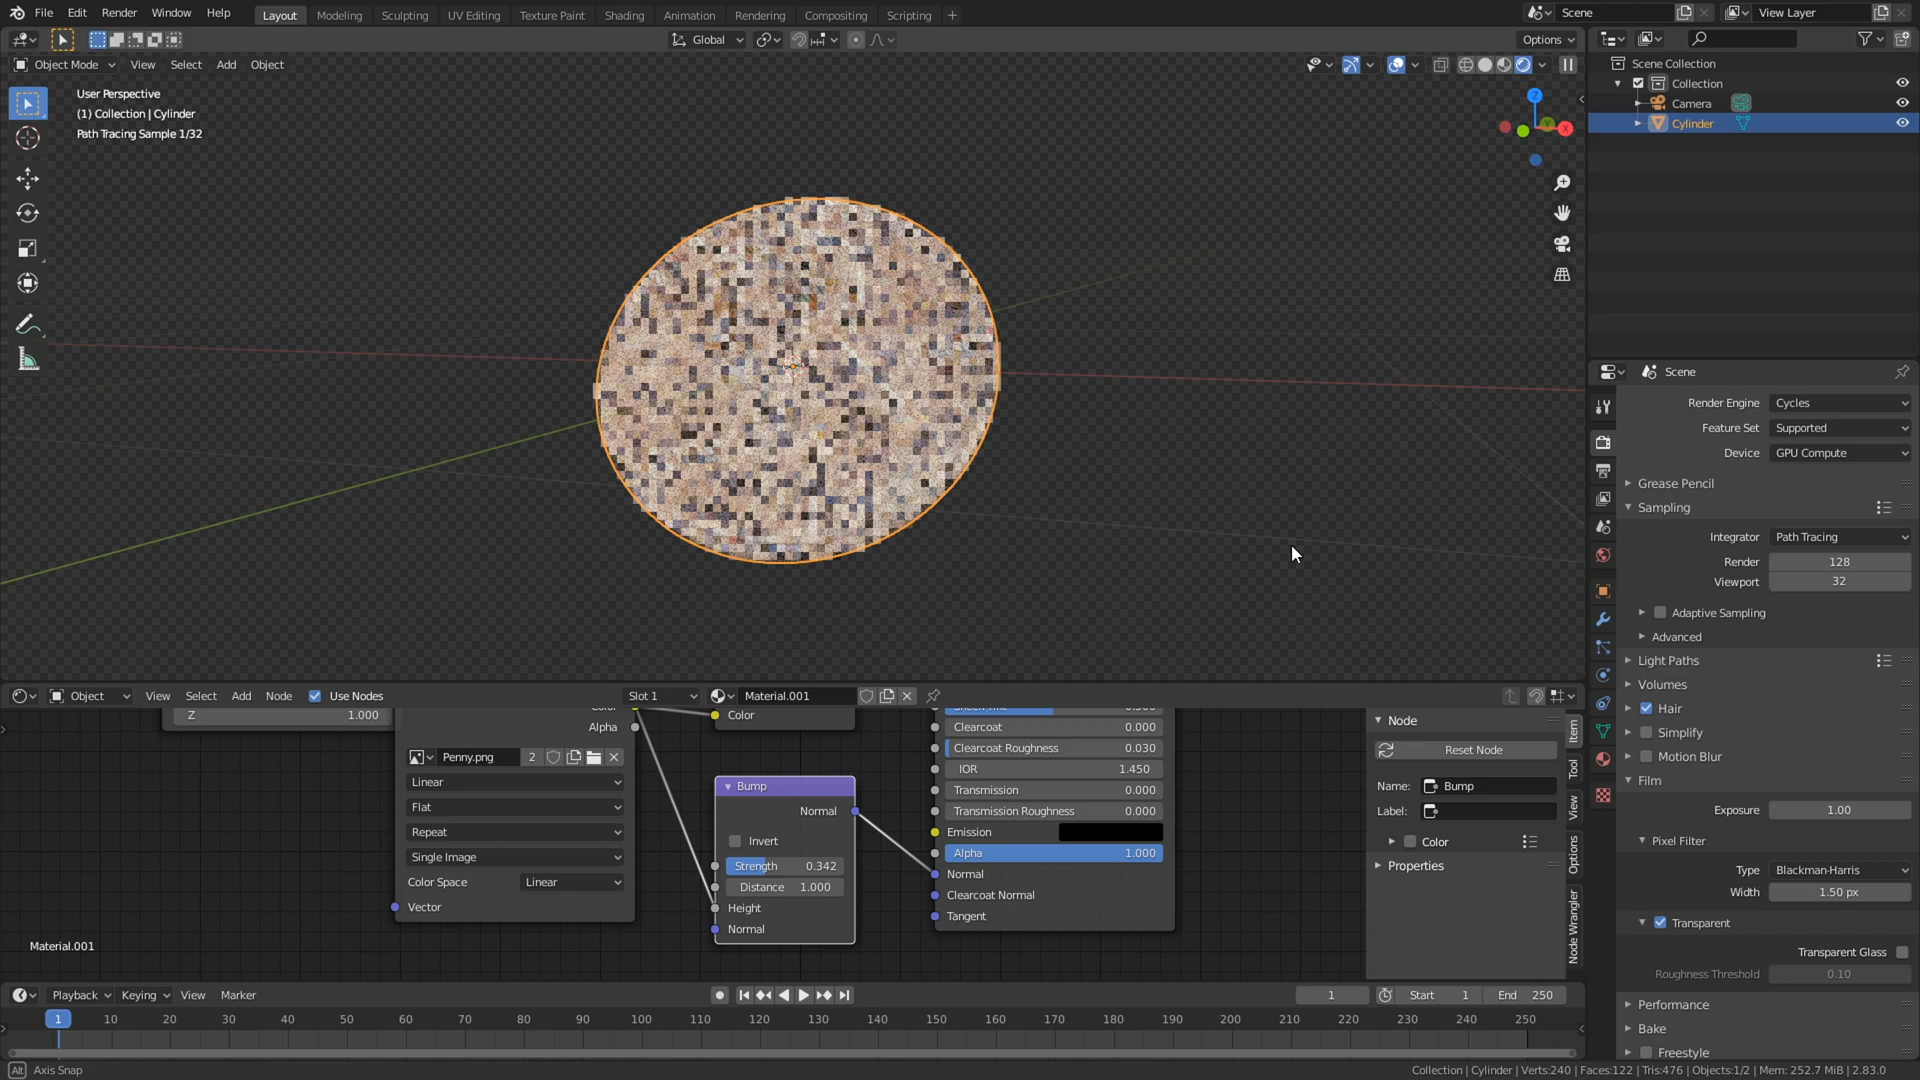 File Edit Render Window Help Layout Modeling Sculpting UV Editing Texture Paint Shading Animation Rendering Compositing Scripting + Scene View Layer
Global Options
Object Mode View Select Add Object
User Perspective
(1) Collection | Cylinder
Path Tracing Sample 1/32
Z
Y
X
Scene Collection
Collection
Camera
Cylinder
Scene
Render Engine Cycles
Feature Set Supported
Device GPU Compute
Grease Pencil
Sampling
Integrator Path Tracing
Render 128
Viewport 32
Adaptive Sampling
Advanced
Light Paths
Volumes
Hair
Simplify
Motion Blur
Film
Exposure 1.00
Pixel Filter
Type Blackman-Harris
Width 1.50 px
Transparent
Transparent Glass
Roughness Threshold 0.10
Performance
Bake
Freestyle
Object View Select Add Node Use Nodes Slot 1 Material.001
Z 1.000
Color
Alpha
Penny.png 2
Linear
Flat
Repeat
Single Image
Color Space Linear
Vector
Color
Bump
Normal
Invert
Strength 0.342
Distance 1.000
Height
Normal
Clearcoat 0.000
Clearcoat Roughness 0.030
IOR 1.450
Transmission 0.000
Transmission Roughness 0.000
Emission
Alpha 1.000
Normal
Clearcoat Normal
Tangent
Node
Reset Node
Name: Bump
Label:
Color
Properties
Item
Tool
View
Options
Node Wrangler
Material.001
Playback Keying View Marker 1 Start 1 End 250
1 10 20 30 40 50 60 70 80 90 100 110 120 130 140 150 160 170 180 190 200 210 220 230 240 250
Alt Axis Snap
Collection | Cylinder | Verts:240 | Faces:122 | Tris:476 | Objects:1/2 | Mem: 252.7 MiB | 2.83.0